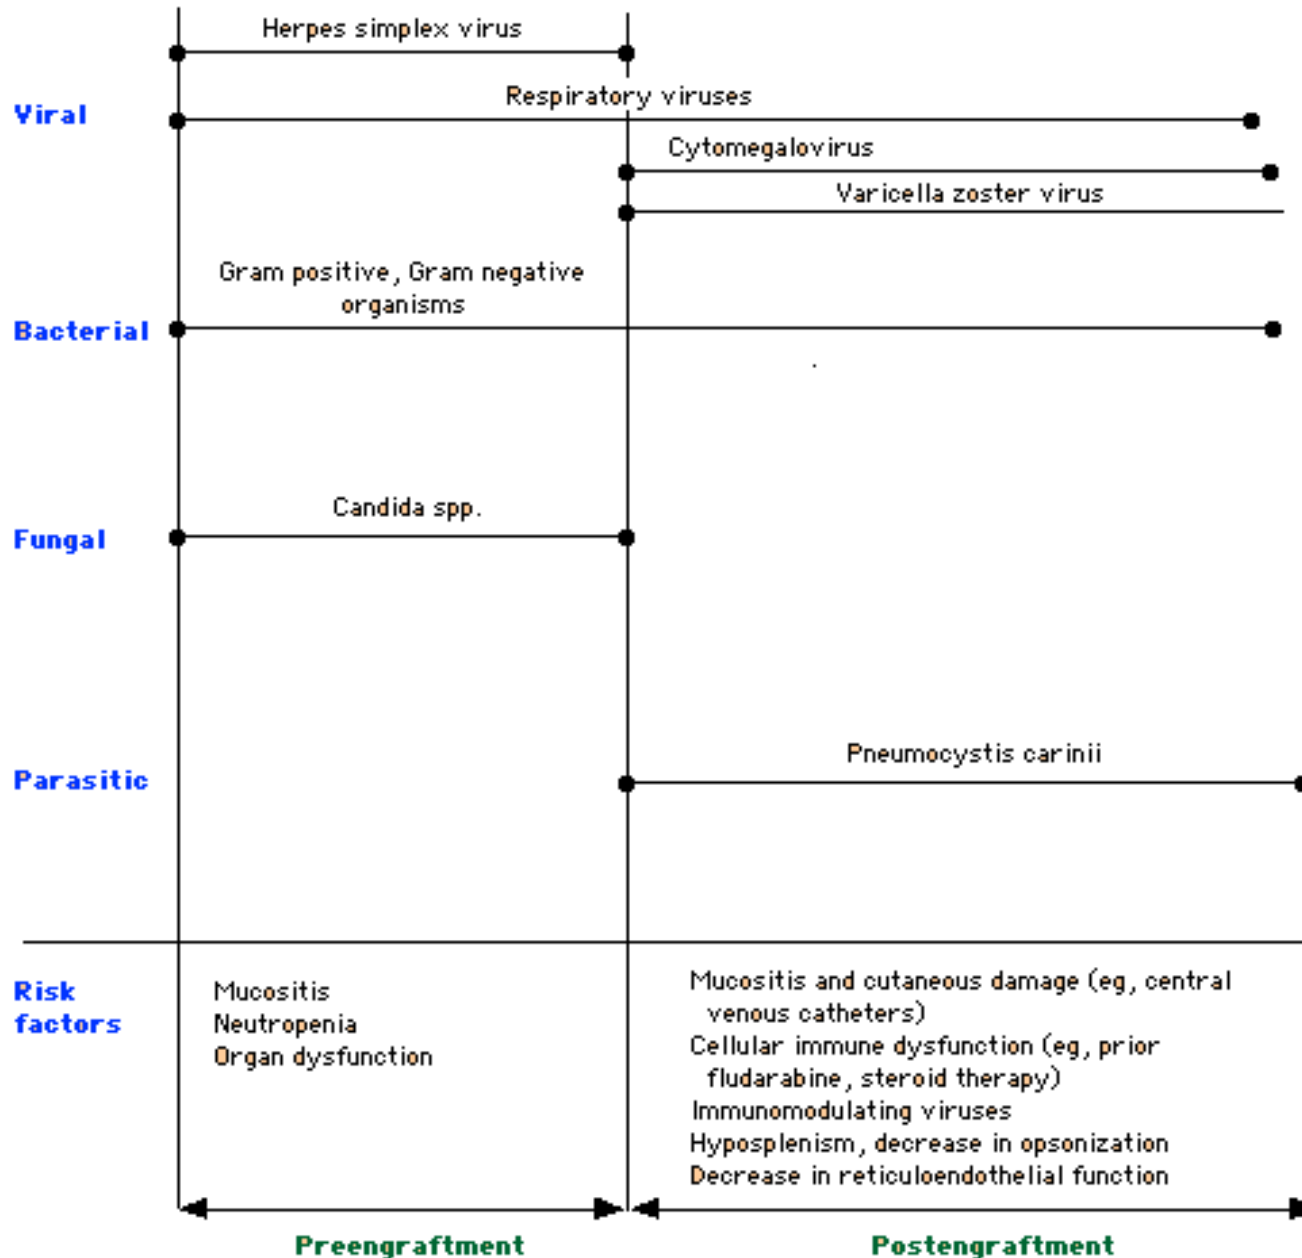 Herpes simplex virus
Viral
Respiratory viruses
Cytomegalovirus
Varicella zoster virus
Gram positive, Gram negative
organisms
Bacterial
Candida spp.
Fungal
Pneumocystis carinii
Parasitic
Risk
factors
Mucositis
Neutropenia
Organ dysfunction
Mucositis and cutaneous damage (eg, central
venous catheters)
Cellular immune dysfunction (eg, prior
fludarabine, steroid therapy)
Immunomodulating viruses
Hyposplenism, decrease in opsonization
Decrease in reticuloendothelial function
Preengraftment
Postengraftment